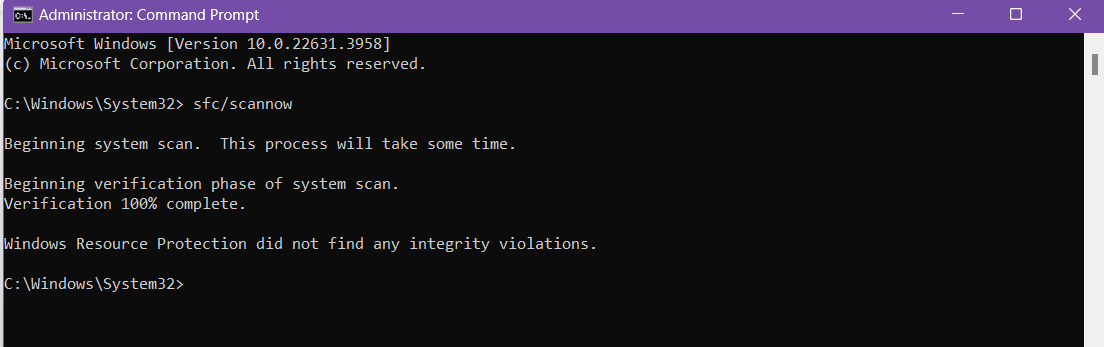 Administrator: Command Prompt
Microsoft Windows [Version 10.0.22631.3958]
(c) Microsoft Corporation. All rights reserved.
C:\Windows\System32> sfc/scannow
Beginning system scan.  This process will take some time.
Beginning verification phase of system scan.
Verification 100% complete.
Windows Resource Protection did not find any integrity violations.
C:\Windows\System32>